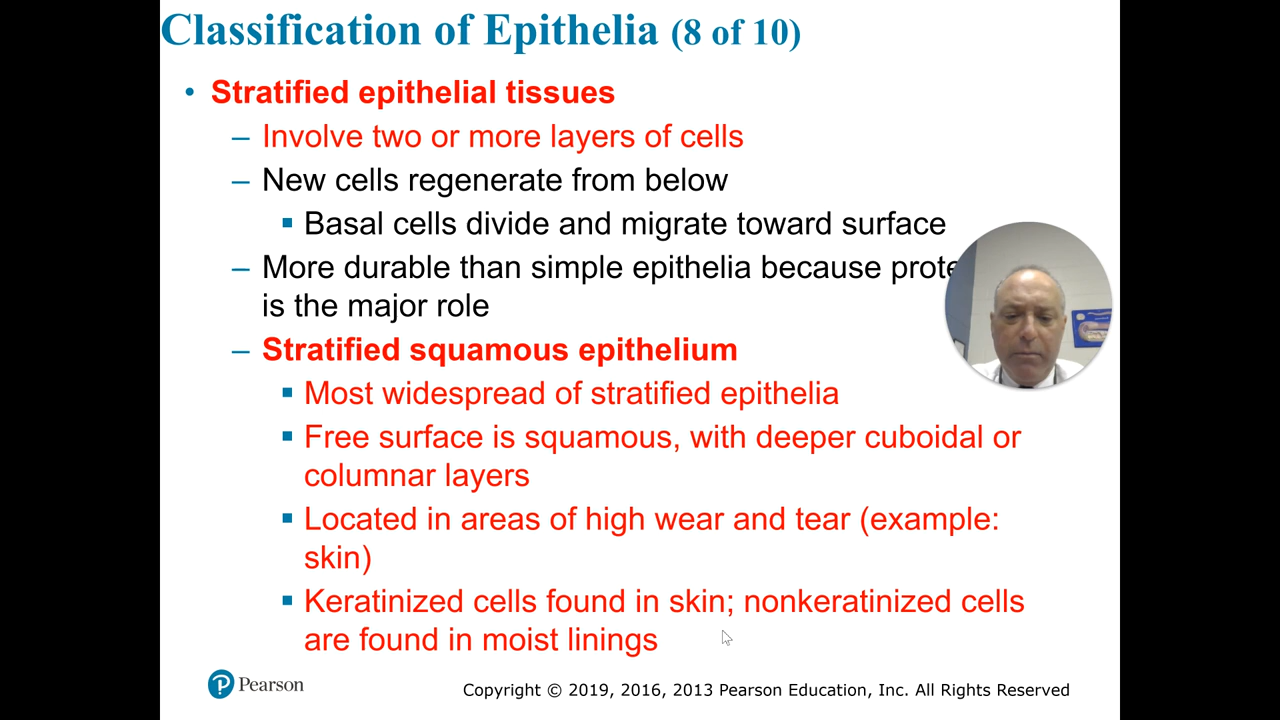 Classification of Epithelia (8 of 10)
• Stratified epithelial tissues
– Involve two or more layers of cells
– New cells regenerate from below
▪ Basal cells divide and migrate toward surface
– More durable than simple epithelia because prote
is the major role
– Stratified squamous epithelium
▪ Most widespread of stratified epithelia
▪ Free surface is squamous, with deeper cuboidal or
columnar layers
▪ Located in areas of high wear and tear (example:
skin)
▪ Keratinized cells found in skin; nonkeratinized cells
are found in moist linings
P Pearson
Copyright © 2019, 2016, 2013 Pearson Education, Inc. All Rights Reserved